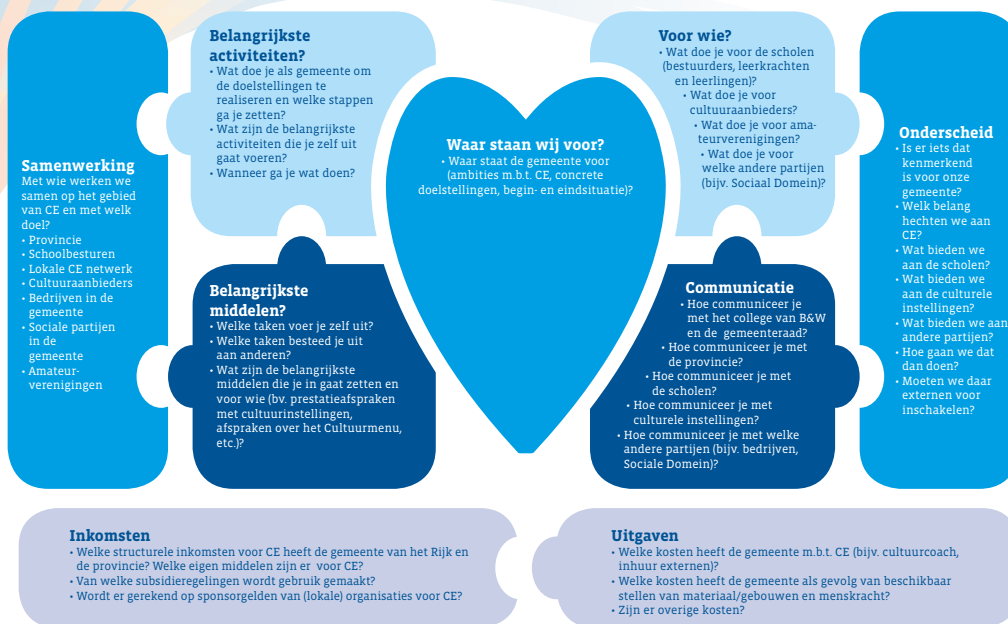 Samenwerking
Met wie werken we
samen op het gebied
van CE en met welk
doel?
• Provincie
• Schoolbesturen
• Lokale CE netwerk
• Cultuuraanbieders
• Bedrijven in de
gemeente
• Sociale partijen
in de
gemeente
• Amateur-
verenigingen
Belangrijkste
activiteiten?
• Wat doe je als gemeente om
de doelstellingen te
realiseren en welke stappen
ga je zetten?
• Wat zijn de belangrijkste
activiteiten die je zelf uit
gaat voeren?
• Wanneer ga je wat doen?
Belangrijkste
middelen?
• Welke taken voer je zelf uit?
• Welke taken besteed je uit
aan anderen?
• Wat zijn de belangrijkste
middelen die je in gaat zetten en
voor wie (bv. prestatieafspraken
met cultuurinstellingen,
afspraken over het Cultuurmenu,
etc.)?
Waar staan wij voor?
• Waar staat de gemeente voor
(ambities m.b.t. CE, concrete
doelstellingen, begin- en eindsituatie)?
Voor wie?
• Wat doe je voor de scholen
(bestuurders, leerkrachten
en leerlingen)?
• Wat doe je voor
cultuuraanbieders?
• Wat doe je voor ama-
teurverenigingen?
• Wat doe je voor
welke andere partijen
(bijv. Sociaal Domein)?
Communicatie
• Hoe communiceer je
met het college van B&W
en de gemeenteraad?
• Hoe communiceer je met
de provincie?
• Hoe communiceer je met
de scholen?
• Hoe communiceer je met
culturele instellingen?
• Hoe communiceer je met welke
andere partijen (bijv. bedrijven,
Sociale Domein)?
Onderscheid
• Is er iets dat
kenmerkend
is voor onze
gemeente?
• Welk belang
hechten we aan
CE?
• Wat bieden we
aan de scholen?
• Wat bieden we
aan de culturele
instellingen?
• Wat bieden we aan
andere partijen?
• Hoe gaan we dat
dan doen?
• Moeten we daar
externen voor
inschakelen?
Inkomsten
• Welke structurele inkomsten voor CE heeft de gemeente van het Rijk en
de provincie? Welke eigen middelen zijn er voor CE?
• Van welke subsidieregelingen wordt gebruik gemaakt?
• Wordt er gerekend op sponsorgelden van (lokale) organisaties voor CE?
Uitgaven
• Welke kosten heeft de gemeente m.b.t. CE (bijv. cultuurcoach,
inhuur externen)?
• Welke kosten heeft de gemeente als gevolg van beschikbaar
stellen van materiaal/gebouwen en menskracht?
• Zijn er overige kosten?